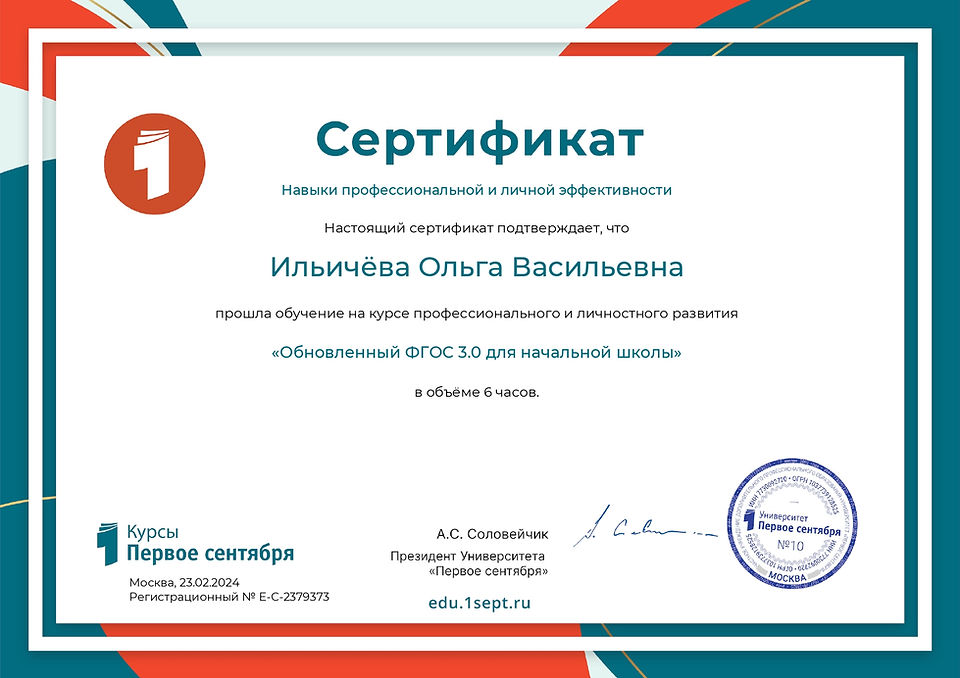 Сертификат
Навыки профессиональной и личной эффективности
Настоящий сертификат подтверждает, что
Ильичёва Ольга Васильевна
прошла обучение на курсе профессионального и личностного развития
«Обновленный ФГОС 3.0 для начальной школы»
в объёме 6 часов.
Курсы
Первое сентября
Москва, 23.02.2024
Регистрационный № E-C-2379373
А.С. Соловейчик
Президент Университета
«Первое сентября»
edu.1sept.ru
Университет
Первое сентября
№10
МОСКВА